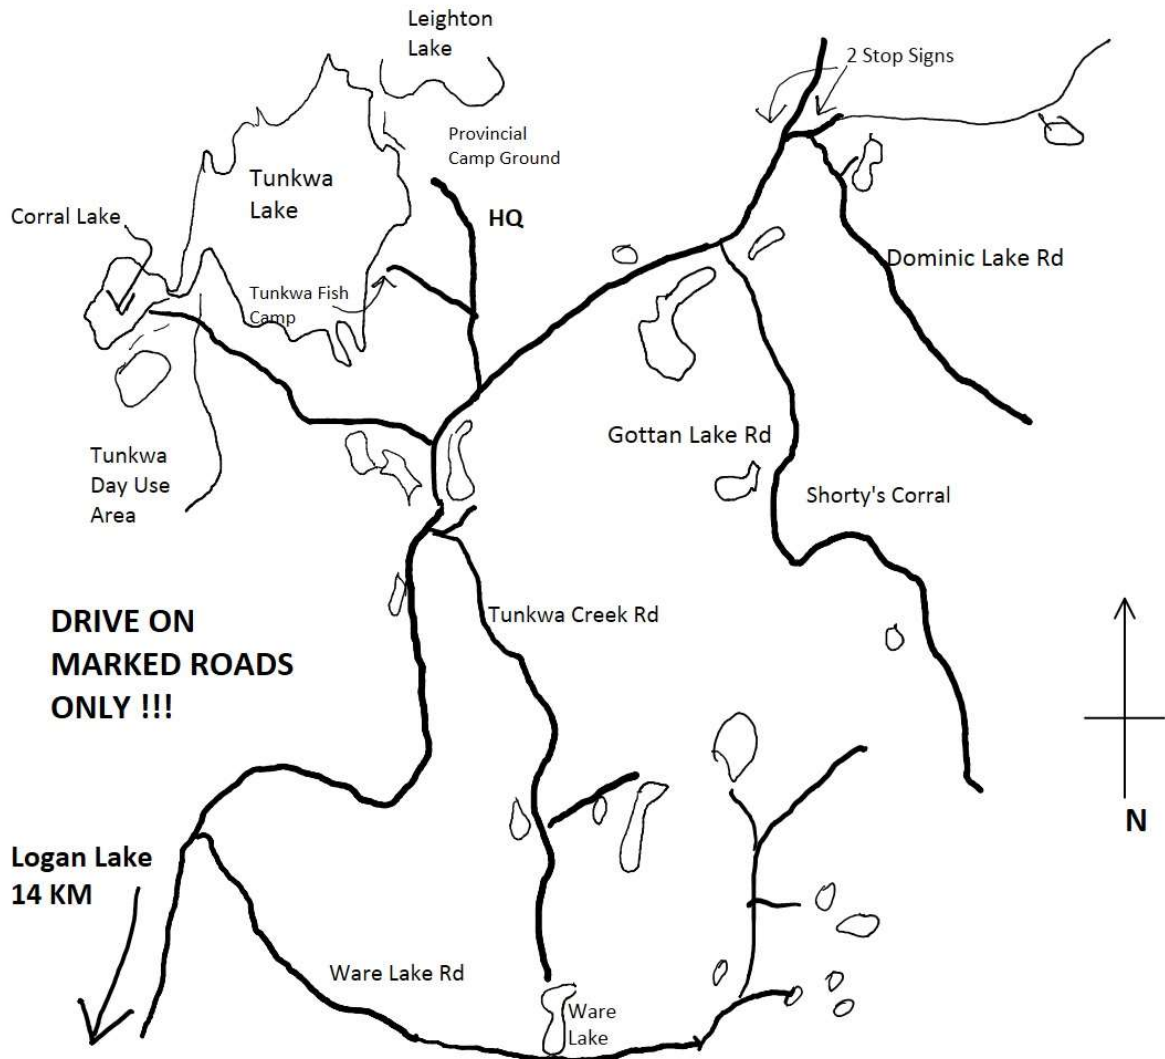 Leighton
Lake
2 Stop Signs
Provincial
Camp Ground
Tunkwa
Lake
Corral Lake
HQ
Dominic Lake Rd
Tunkwa Fish
Camp
Gottan Lake Rd
Tunkwa
Day Use
Area
Shorty's Corral
DRIVE ON
MARKED ROADS
ONLY !!!
Tunkwa Creek Rd
N
Logan Lake
14 KM
Ware Lake Rd
Ware
Lake